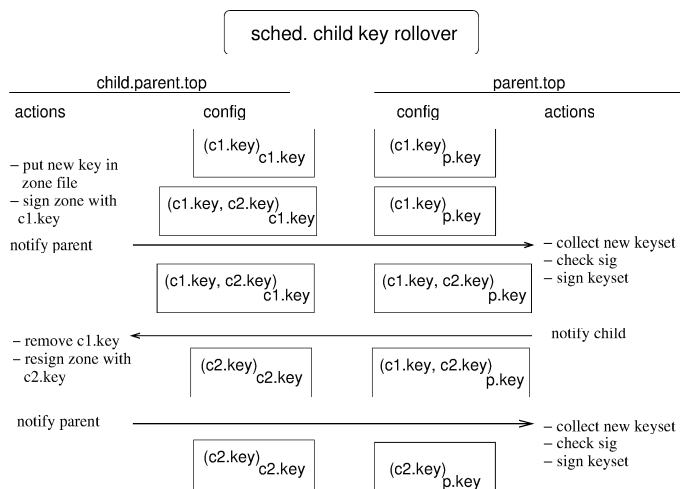 sched. child key rollover
child.parent.top
parent.top
actions
config
config
actions
(c1.key)
c1.key
(c1.key)
p.key
– put new key in
zone file
– sign zone with
c1.key
(c1.key, c2.key)
c1.key
(c1.key)
p.key
notify parent
– collect new keyset
– check sig
– sign keyset
(c1.key, c2.key)
c1.key
(c1.key, c2.key)
p.key
notify child
– remove c1.key
– resign zone with
c2.key
(c2.key)
c2.key
(c1.key, c2.key)
p.key
notify parent
– collect new keyset
– check sig
– sign keyset
(c2.key)
c2.key
(c2.key)
p.key